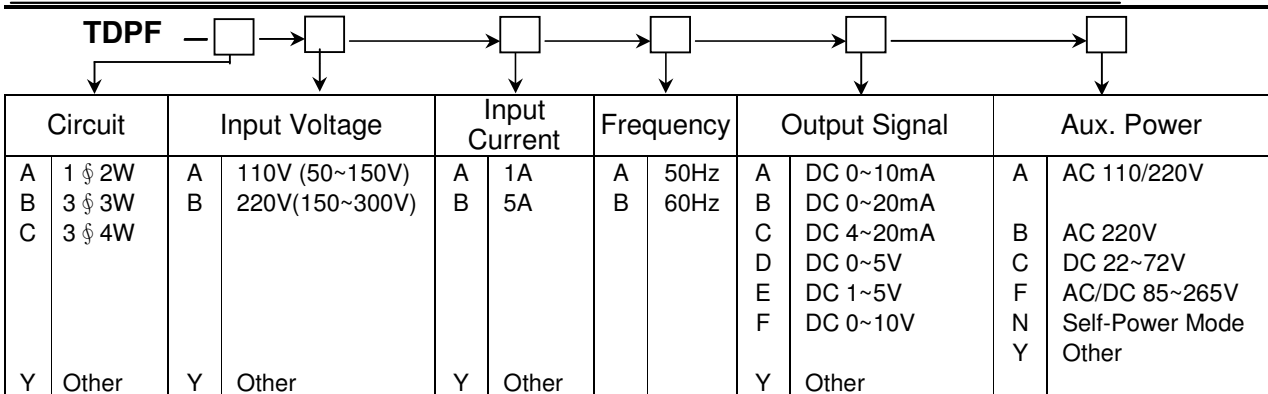 TDPF –
Circuit Input Voltage Input Current Frequency Output Signal Aux. Power
A 1 ∮ 2W A 110V (50~150V) A 1A A 50Hz A DC 0~10mA A AC 110/220V
B 3 ∮ 3W B 220V(150~300V) B 5A B 60Hz B DC 0~20mA
C 3 ∮ 4W C DC 4~20mA B AC 220V
D DC 0~5V C DC 22~72V
E DC 1~5V F AC/DC 85~265V
F DC 0~10V N Self-Power Mode
Y Other
Y Other Y Other Y Other Y Other